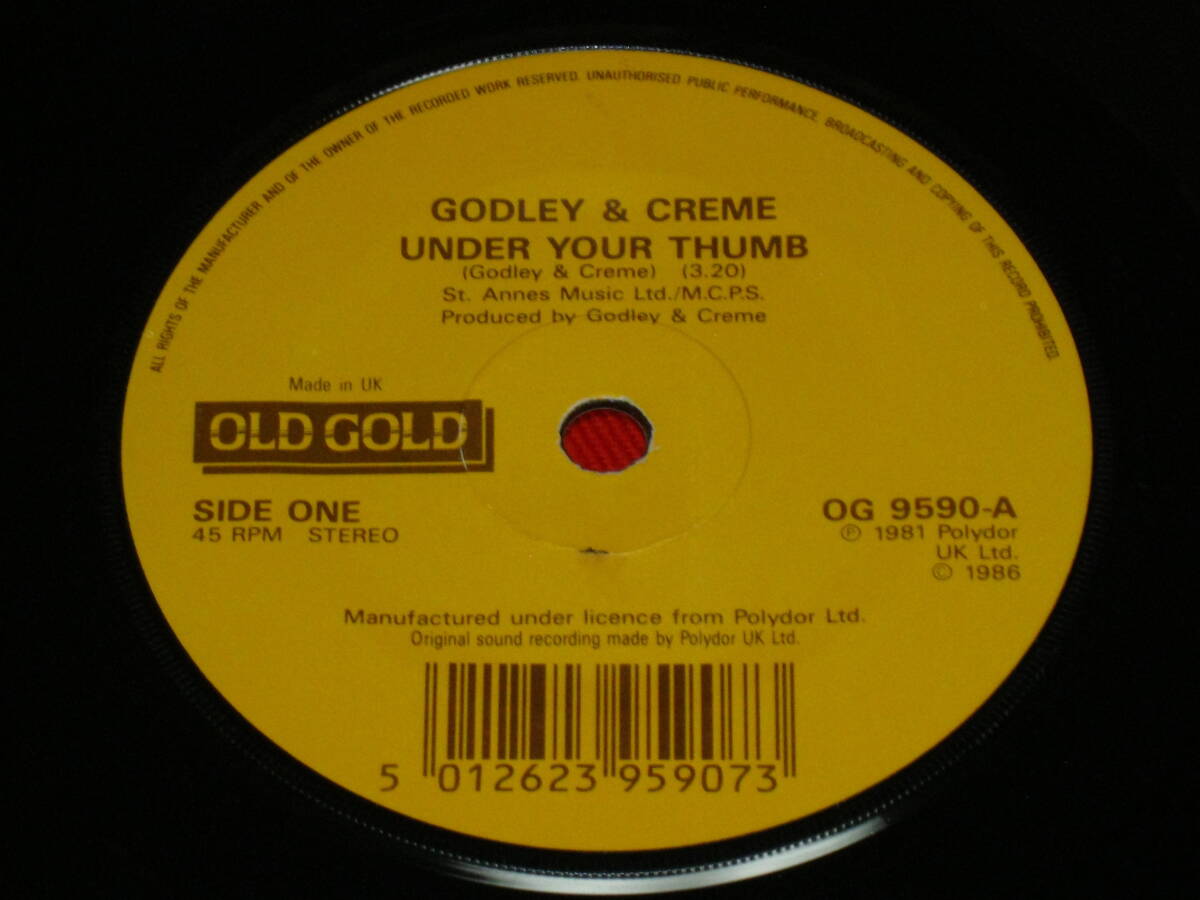 ALL RIGHTS OF THE MANUFACTURER AND OF THE OWNER OF THE RECORDED WORK RESERVED. UNAUTHORISED PUBLIC PERFORMANCE, BROADCASTING AND COPYING OF THIS RECORD PROHIBITED.
GODLEY & CREME
UNDER YOUR THUMB
(Godley & Creme) (3.20)
St. Annes Music Ltd./M.C.P.S.
Produced by Godley & Creme
Made in UK
OLD GOLD
SIDE ONE
45 RPM STEREO
OG 9590-A
℗ 1981 Polydor
UK Ltd.
© 1986
Manufactured under licence from Polydor Ltd.
Original sound recording made by Polydor UK Ltd.
5 012623 959073